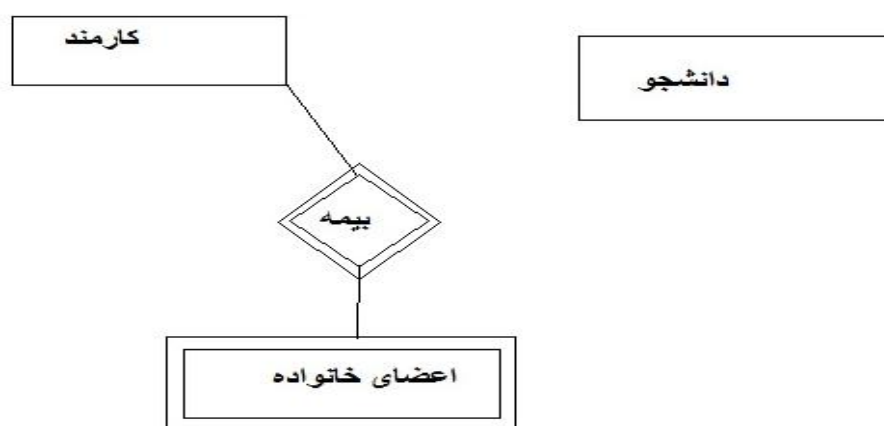 کارمند
دانشجو
بیمه
اعضای خانواده